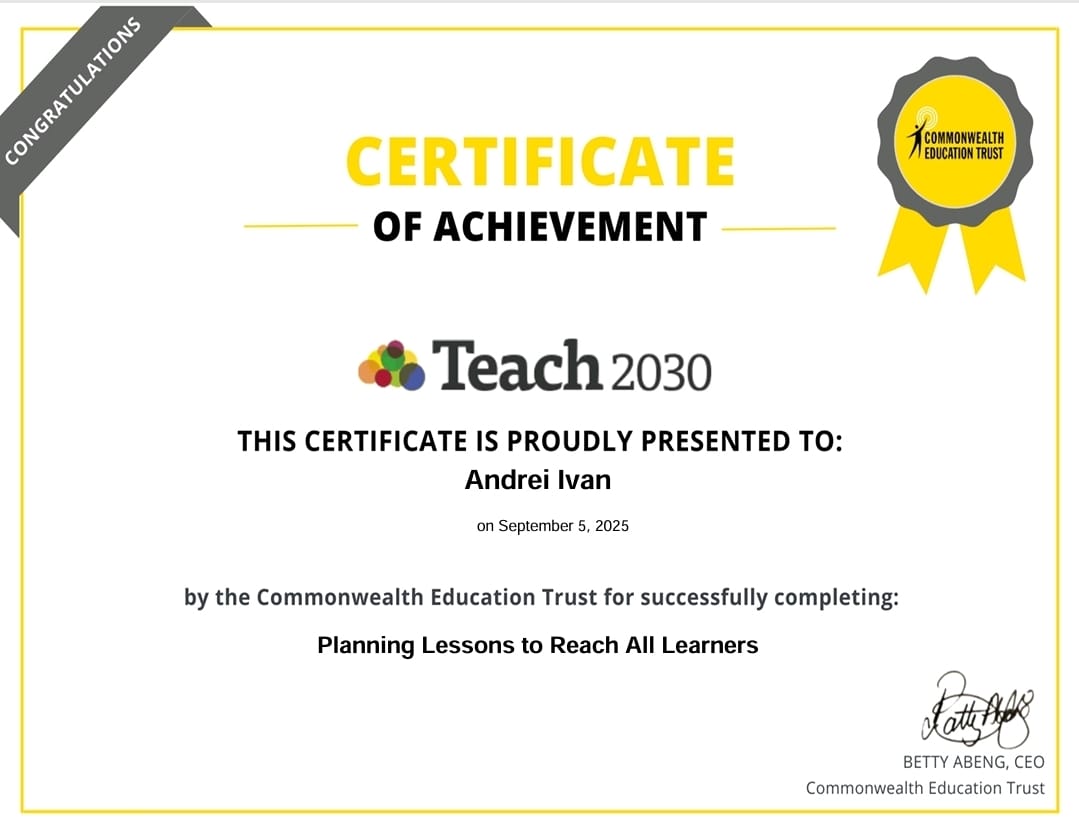 CONGRATULATIONS
COMMONWEALTH
EDUCATION TRUST
CERTIFICATE
OF ACHIEVEMENT
Teach 2030
THIS CERTIFICATE IS PROUDLY PRESENTED TO:
Andrei Ivan
on September 5, 2025
by the Commonwealth Education Trust for successfully completing:
Planning Lessons to Reach All Learners
BETTY ABENG, CEO
Commonwealth Education Trust